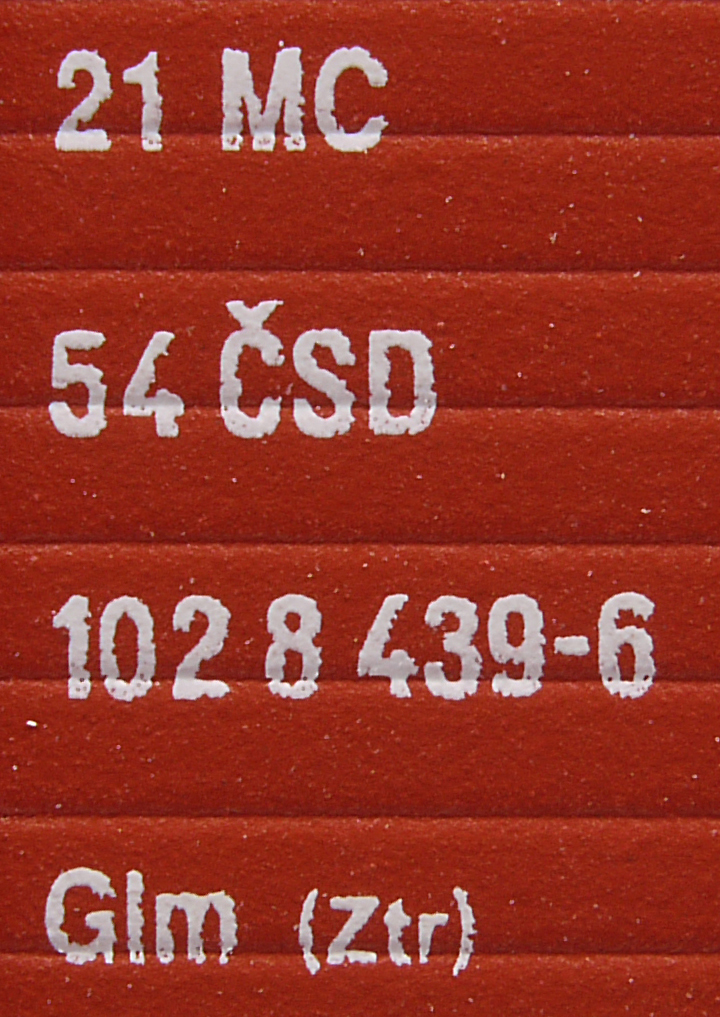 21 MC
54 ČSD
102 8 439-6
Glm (Ztr)